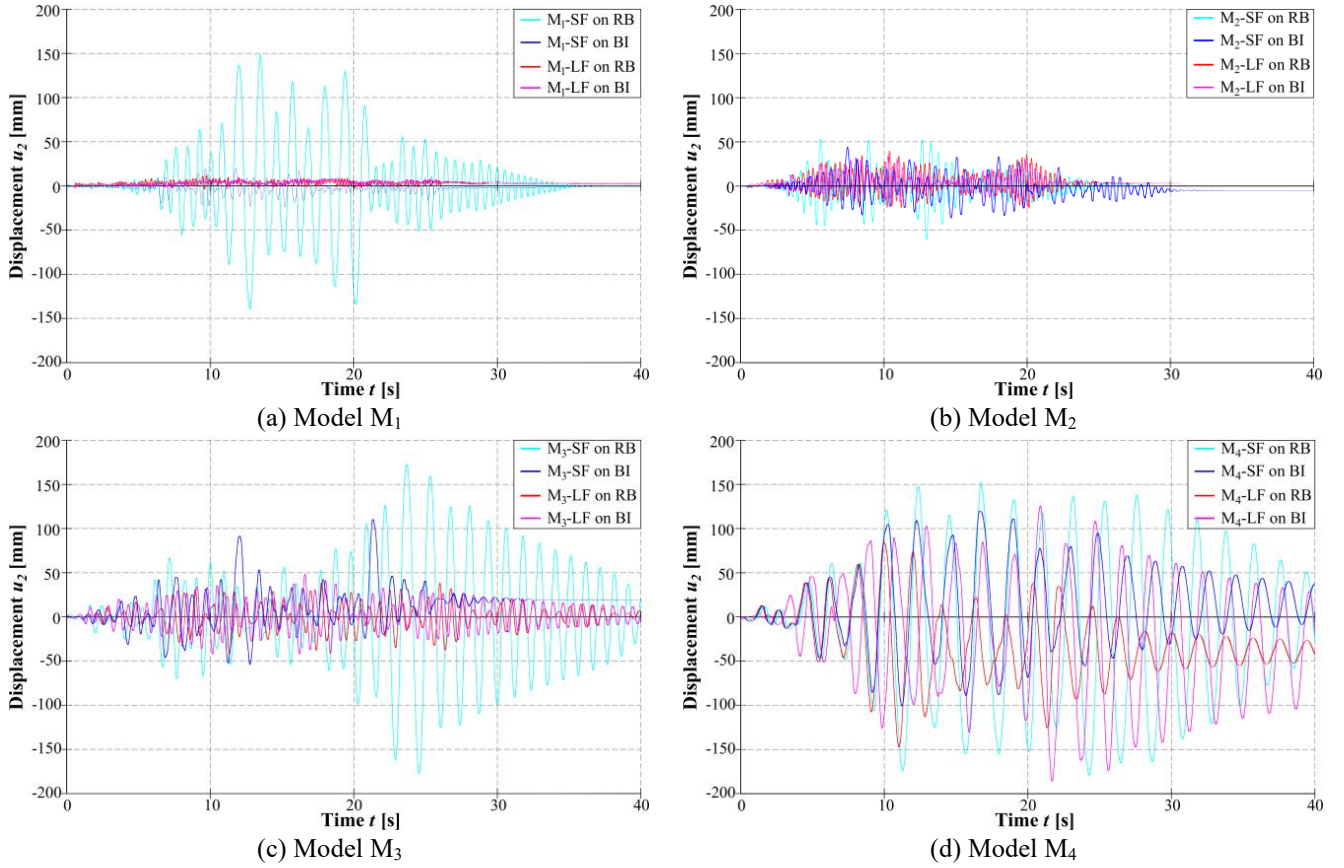 200
150
100
50
0
-50
-100
-150
-200
Displacement u2 [mm]
M1-SF on RB
M1-SF on BI
M1-LF on RB
M1-LF on BI
0 10 20 30 40
Time t [s]
(a) Model M1
200
150
100
50
0
-50
-100
-150
-200
Displacement u2 [mm]
M2-SF on RB
M2-SF on BI
M2-LF on RB
M2-LF on BI
0 10 20 30 40
Time t [s]
(b) Model M2
200
150
100
50
0
-50
-100
-150
-200
Displacement u2 [mm]
M3-SF on RB
M3-SF on BI
M3-LF on RB
M3-LF on BI
0 10 20 30 40
Time t [s]
(c) Model M3
200
150
100
50
0
-50
-100
-150
-200
Displacement u2 [mm]
M4-SF on RB
M4-SF on BI
M4-LF on RB
M4-LF on BI
0 10 20 30 40
Time t [s]
(d) Model M4